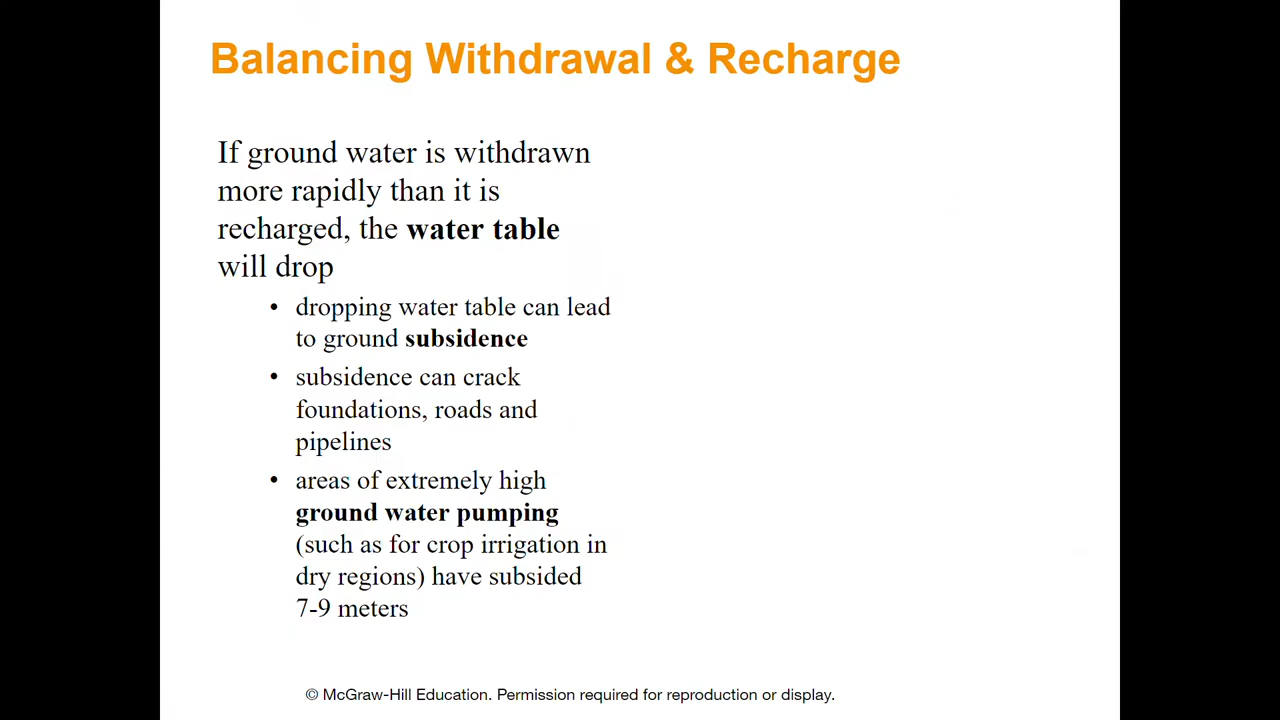 Balancing Withdrawal & Recharge
If ground water is withdrawn
more rapidly than it is
recharged, the water table
will drop
• dropping water table can lead
to ground subsidence
• subsidence can crack
foundations, roads and
pipelines
• areas of extremely high
ground water pumping
(such as for crop irrigation in
dry regions) have subsided
7-9 meters
© McGraw-Hill Education. Permission required for reproduction or display.